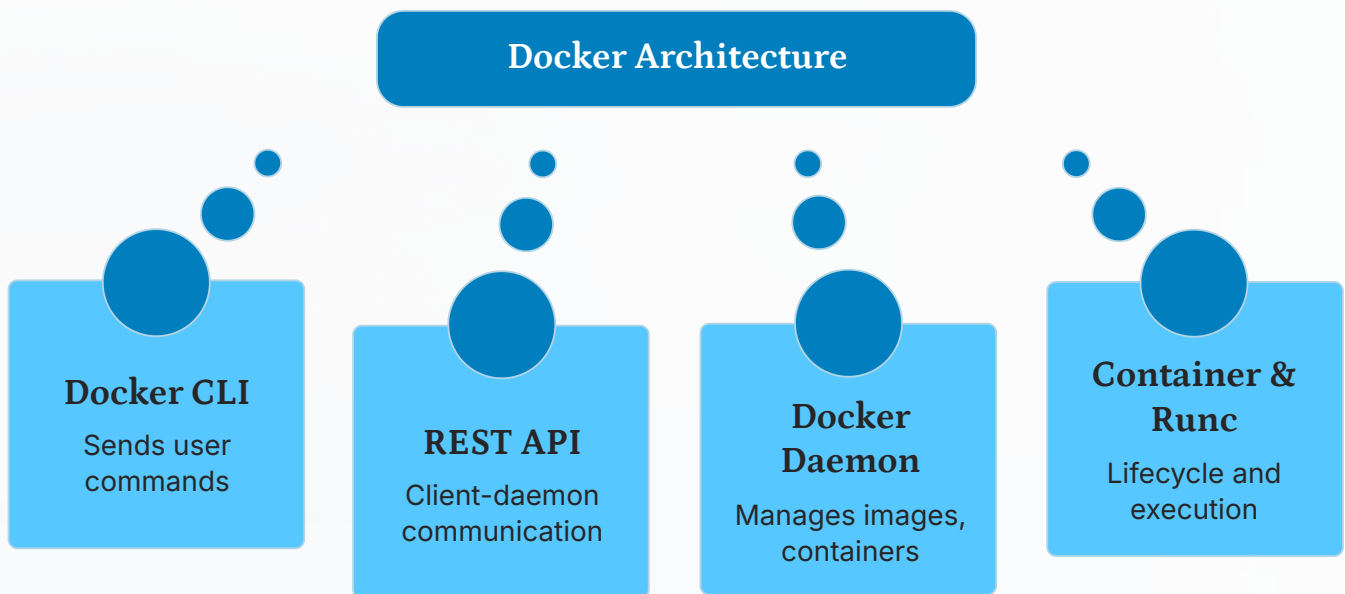 Docker Architecture
Docker CLI
Sends user
commands
REST API
Client-daemon
communication
Docker
Daemon
Manages images,
containers
Container &
Runc
Lifecycle and
execution